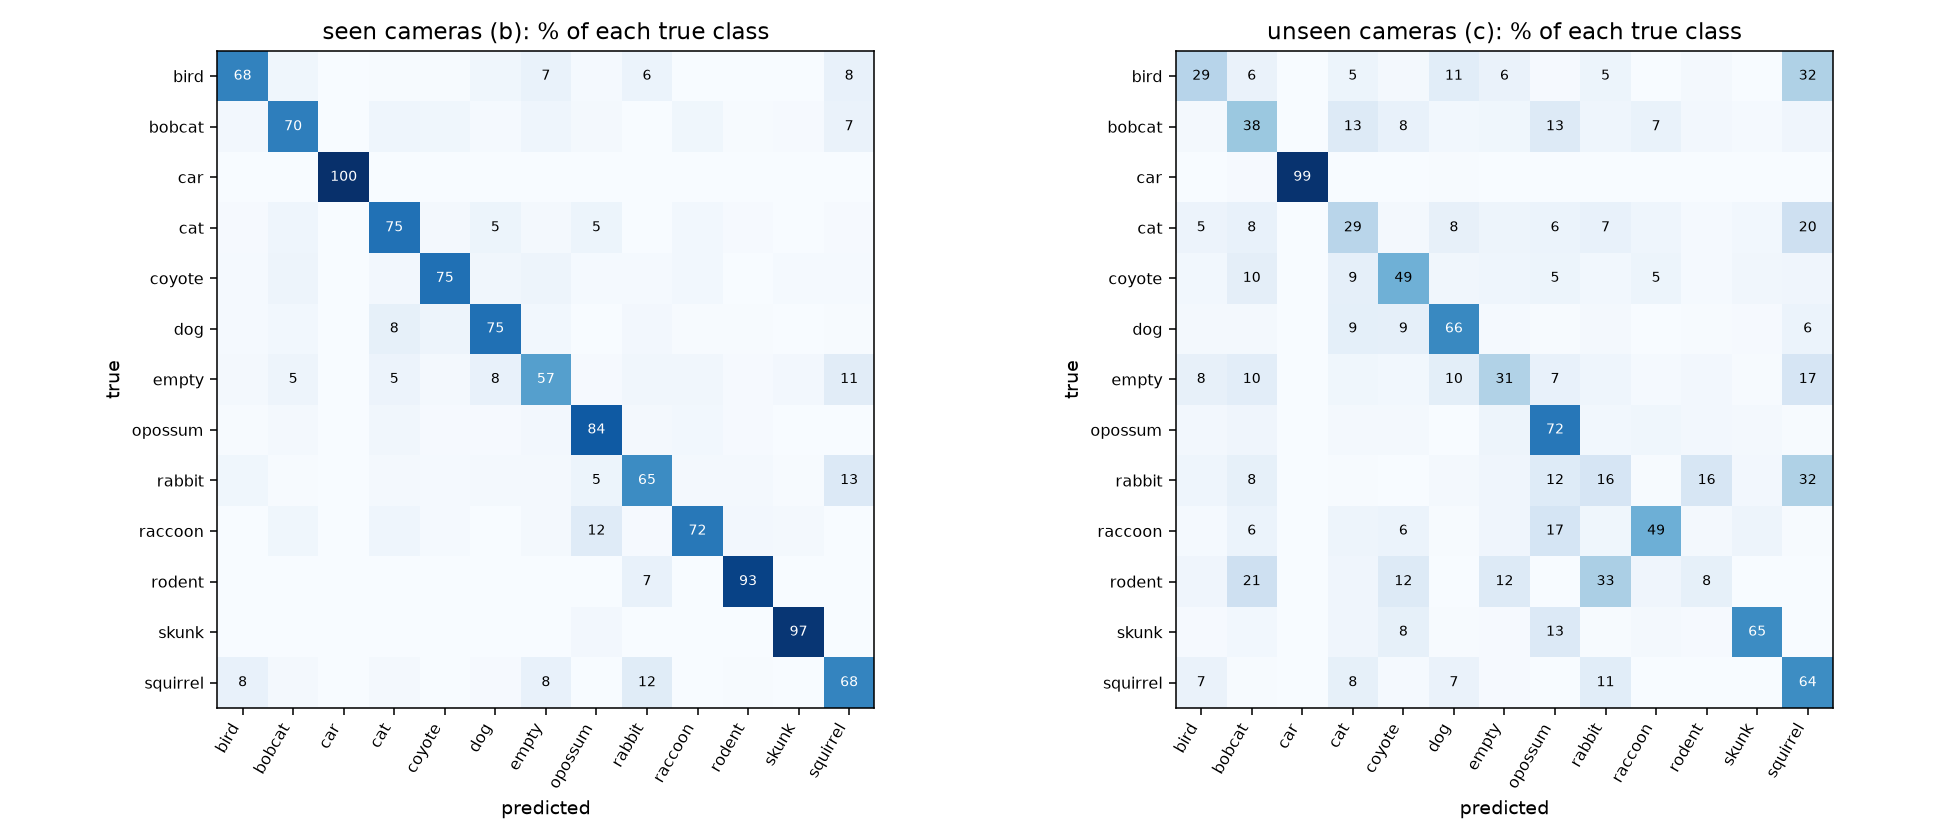 seen cameras (b): % of each true class
true
bird 68 7 6 8
bobcat 70 7
car 100
cat 75 5 5
coyote 75
dog 8 75
empty 5 5 8 57 11
opossum 84
rabbit 5 65 13
raccoon 12 72
rodent 7 93
skunk 97
squirrel 8 8 12 68
bird bobcat car cat coyote dog empty opossum rabbit raccoon rodent skunk squirrel
predicted
unseen cameras (c): % of each true class
true
bird 29 6 5 11 6 5 32
bobcat 38 13 8 13 7
car 99
cat 5 8 29 8 6 7 20
coyote 10 9 49 5 5
dog 9 9 66 6
empty 8 10 10 31 7 17
opossum 72
rabbit 8 12 16 16 32
raccoon 6 6 17 49
rodent 21 12 12 33 8
skunk 8 13 65
squirrel 7 8 7 11 64
bird bobcat car cat coyote dog empty opossum rabbit raccoon rodent skunk squirrel
predicted